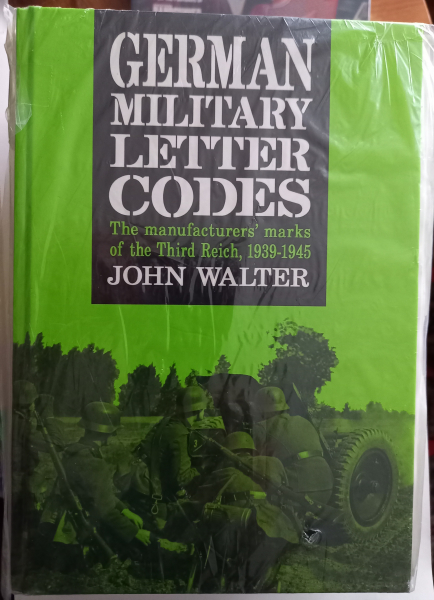 GERMAN
MILITARY
LETTER
CODES
The manufacturers' marks
of the Third Reich, 1939-1945
JOHN WALTER